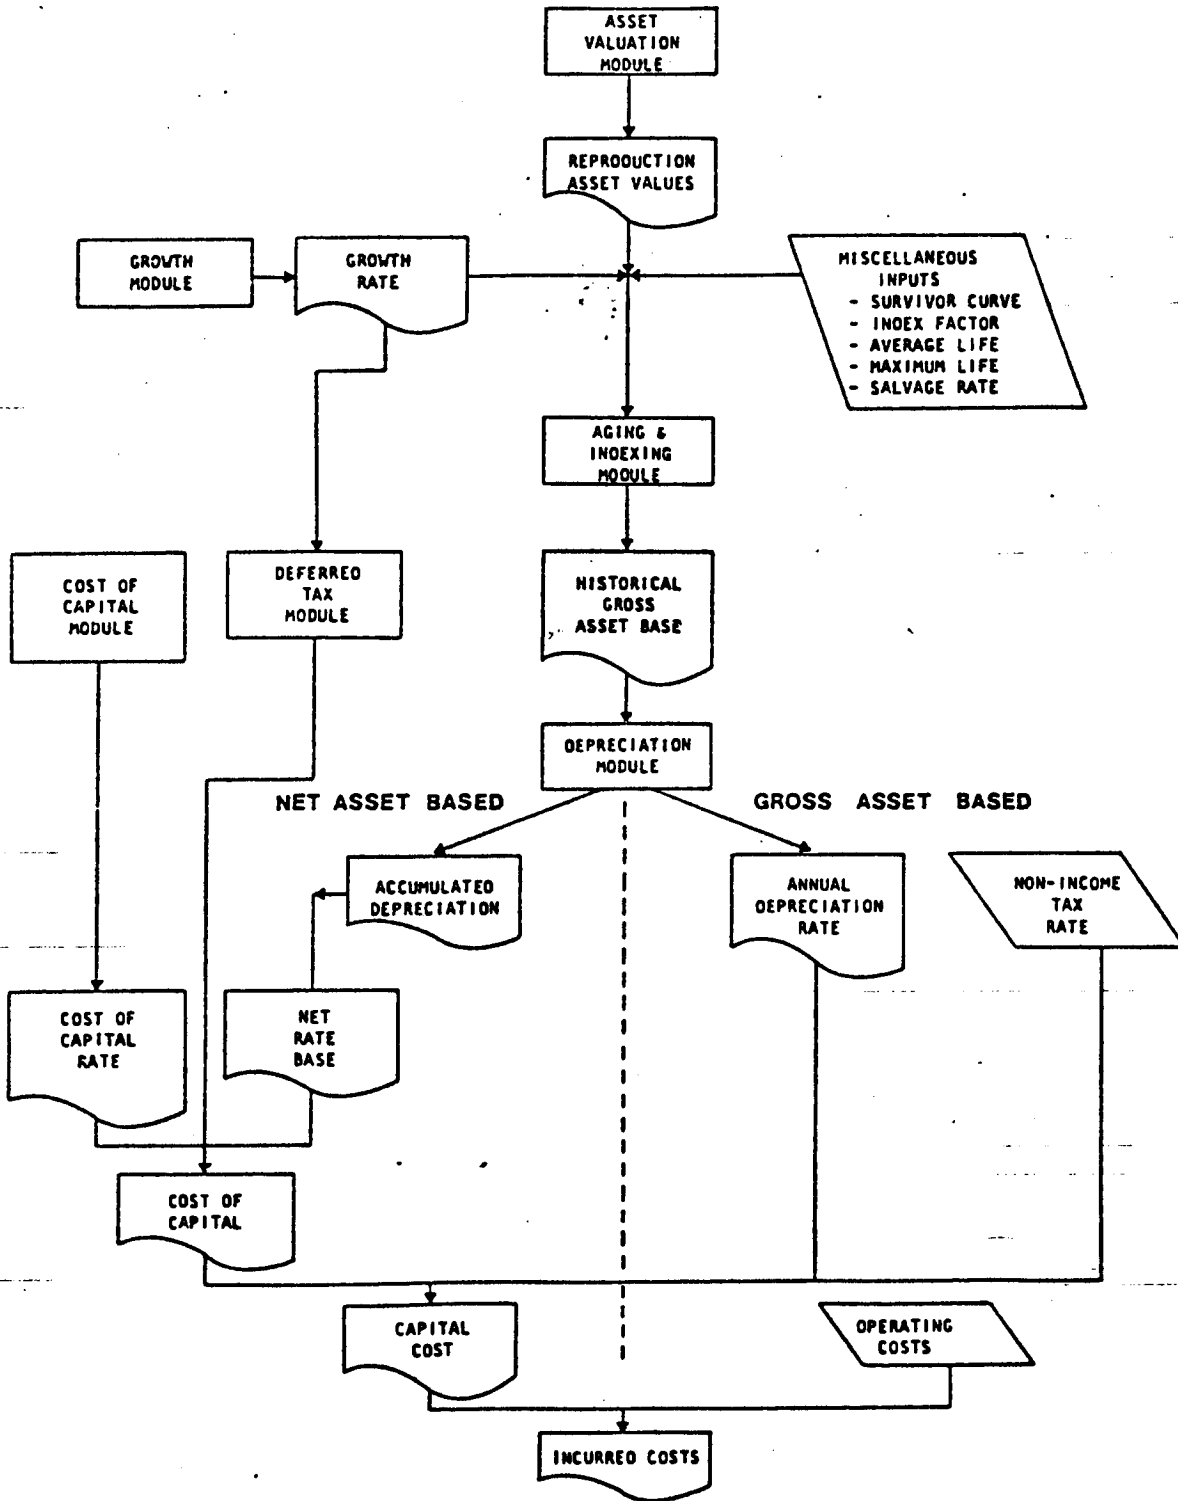 ASSET
VALUATION
MODULE
REPRODUCTION
ASSET VALUES
GROWTH
MODULE
GROWTH
RATE
MISCELLANEOUS
INPUTS
- SURVIVOR CURVE
- INDEX FACTOR
- AVERAGE LIFE
- MAXIMUM LIFE
- SALVAGE RATE
AGING &
INDEXING
MODULE
COST OF
CAPITAL
MODULE
DEFERRED
TAX
MODULE
HISTORICAL
GROSS
ASSET BASE
DEPRECIATION
MODULE
NET ASSET BASED
GROSS ASSET BASED
ACCUMULATED
DEPRECIATION
ANNUAL
DEPRECIATION
RATE
NON-INCOME
TAX
RATE
COST OF
CAPITAL
RATE
NET
RATE
BASE
COST OF
CAPITAL
CAPITAL
COST
OPERATING
COSTS
INCURRED COSTS